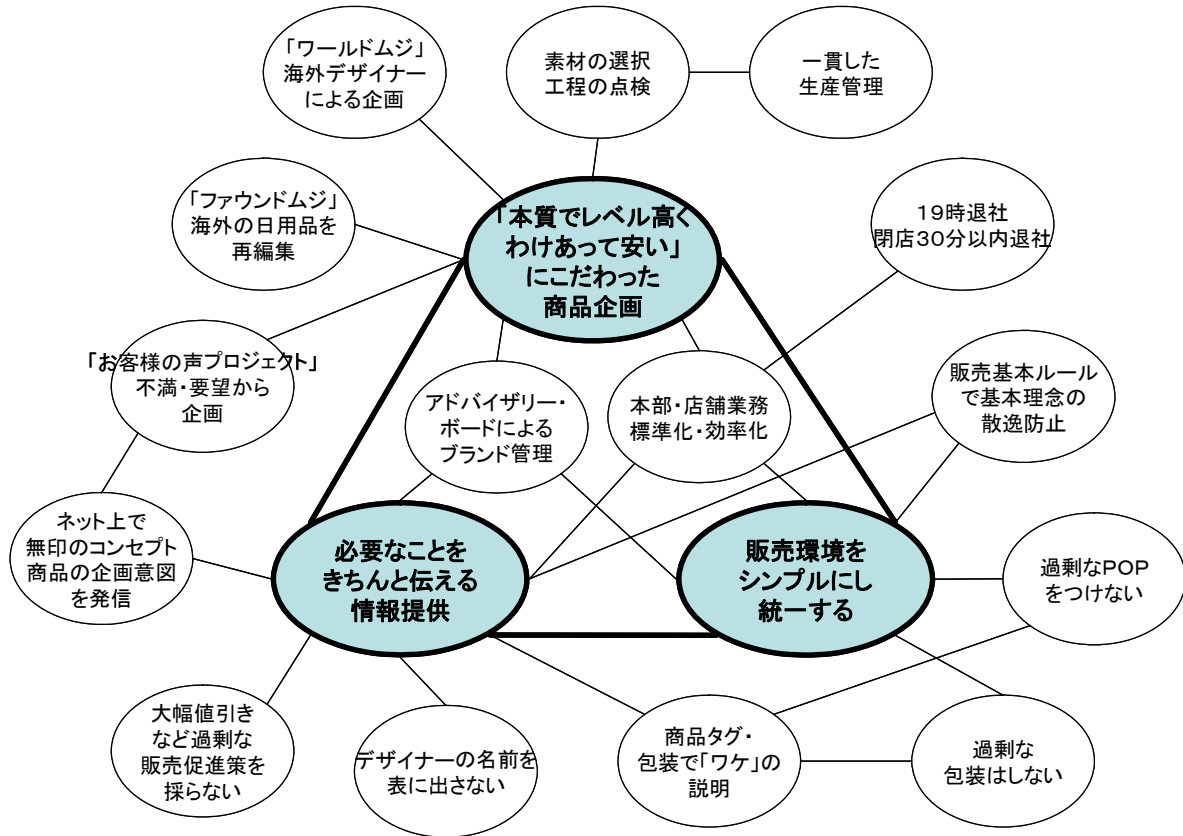 「ワールドムジ」
海外デザイナー
による企画
素材の選択
工程の点検
一貫した
生産管理
「ファウンドムジ」
海外の日用品を
再編集
「本質でレベル高く
わけあって安い」
にこだわった
商品企画
19時退社
閉店30分以内退社
「お客様の声プロジェクト」
不満・要望から
企画
アドバイザリー・
ボードによる
ブランド管理
本部・店舗業務
標準化・効率化
販売基本ルール
で基本理念の
散逸防止
ネット上で
無印のコンセプト
商品の企画意図
を発信
必要なことを
きちんと伝える
情報提供
販売環境を
シンプルにし
統一する
過剰なPOP
をつけない
大幅値引き
など過剰な
販売促進策を
採らない
デザイナーの名前を
表に出さない
商品タグ・
包装で「ワケ」の
説明
過剰な
包装はしない